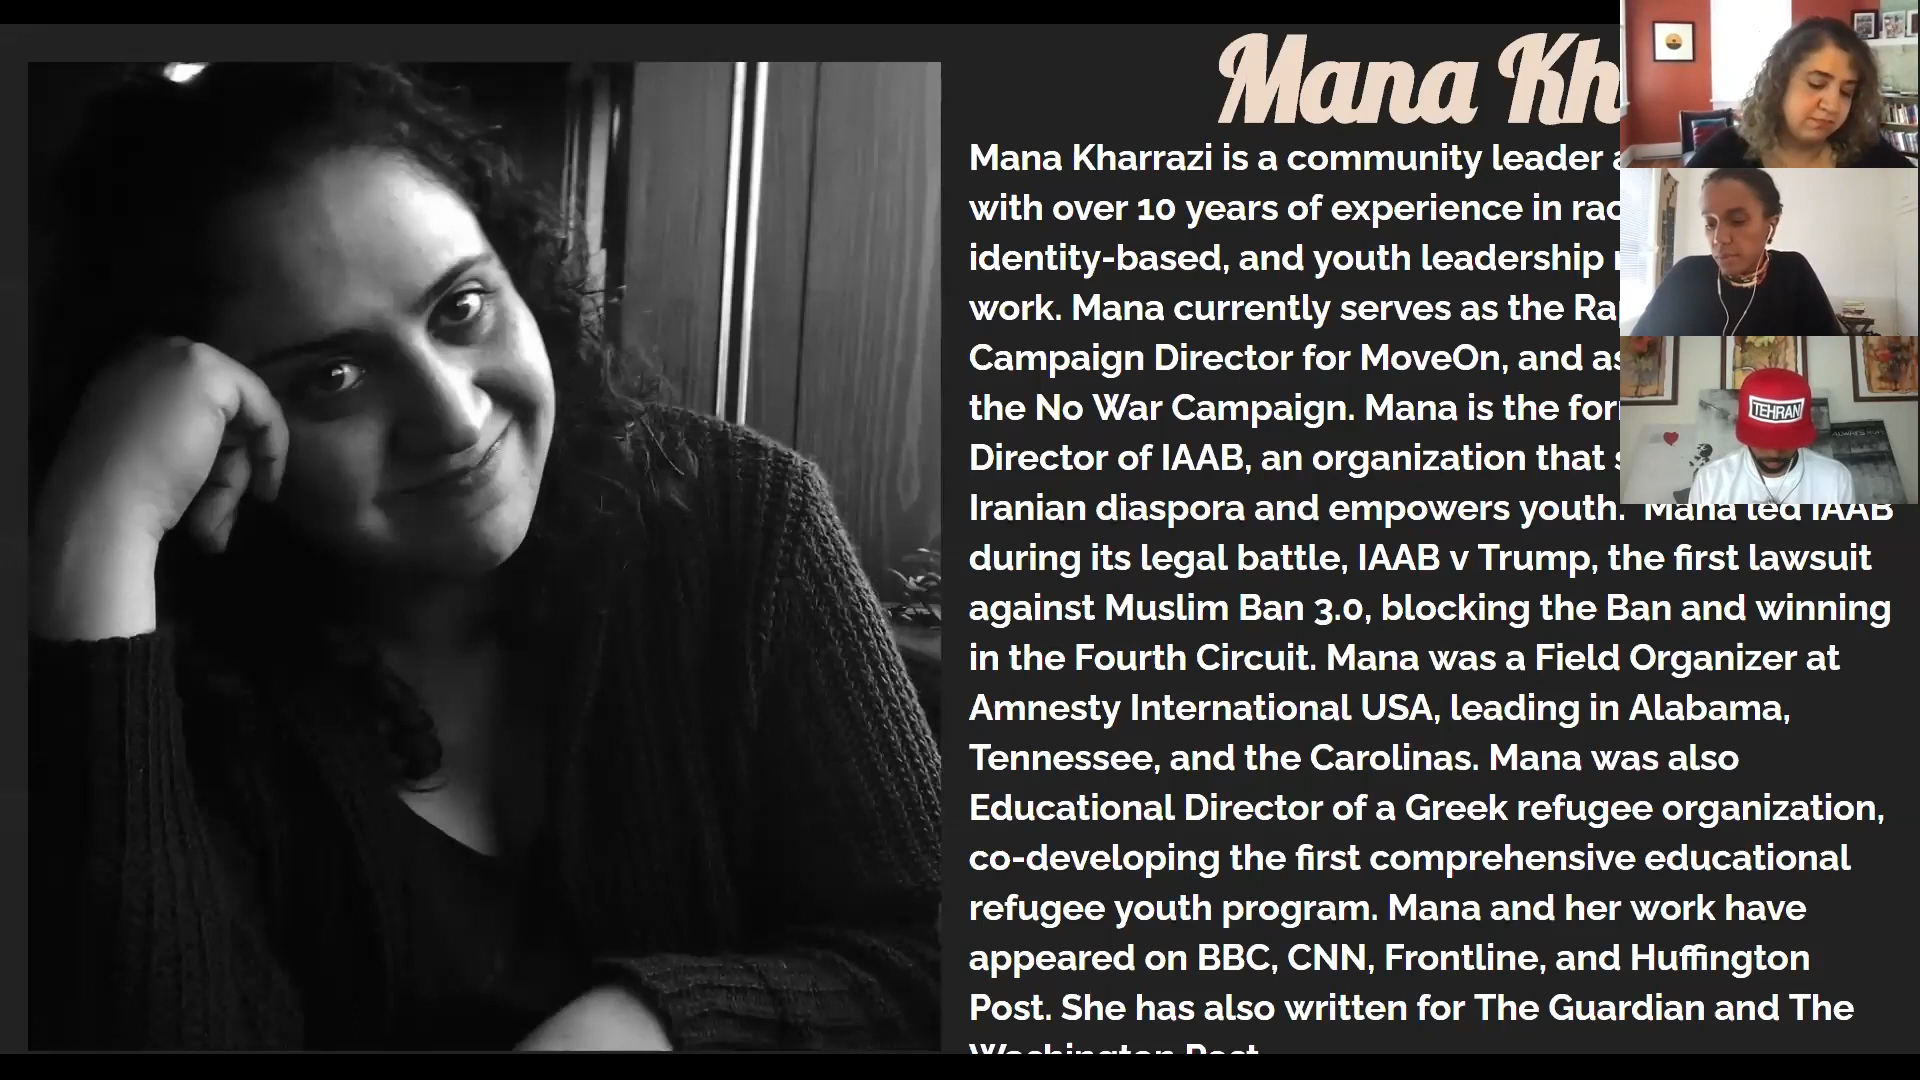 Mana Kh
Mana Kharrazi is a community leader
with over 10 years of experience in
identity-based, and youth leadership
work. Mana currently serves as the
Campaign Director for MoveOn, and
the No War Campaign. Mana is the
Director of IAAB, an organization that
Iranian diaspora and empowers youth. Mana led IAAB
during its legal battle, IAAB v Trump, the first lawsuit
against Muslim Ban 3.0, blocking the Ban and winning
in the Fourth Circuit. Mana was a Field Organizer at
Amnesty International USA, leading in Alabama,
Tennessee, and the Carolinas. Mana was also
Educational Director of a Greek refugee organization,
co-developing the first comprehensive educational
refugee youth program. Mana and her work have
appeared on BBC, CNN, Frontline, and Huffington
Post. She has also written for The Guardian and The
Washington Post
TEHRAN